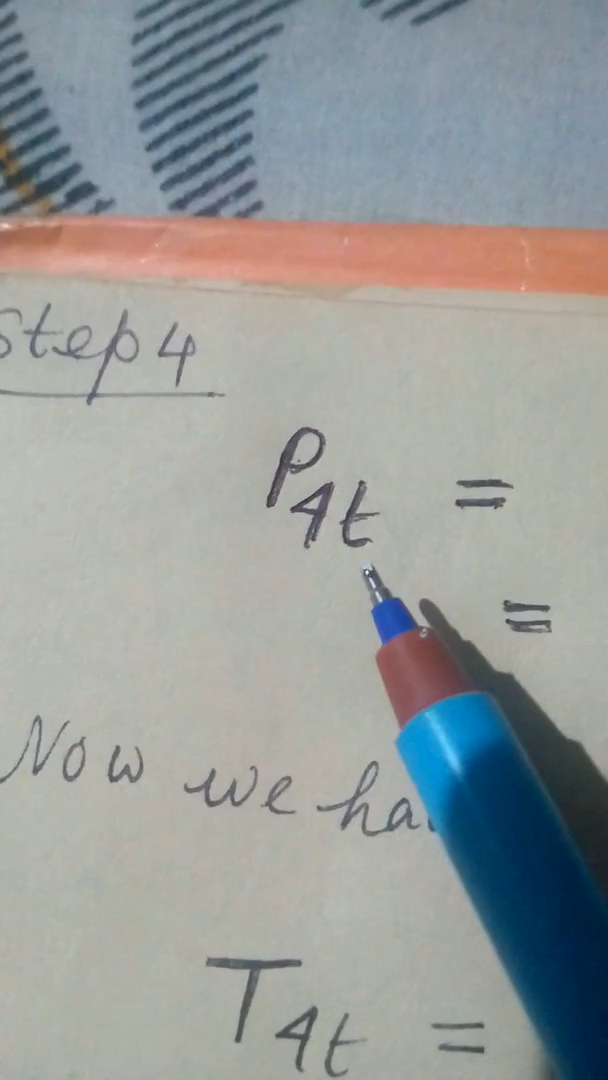 Step 4
P4t =
=
Now we ha
T4t =